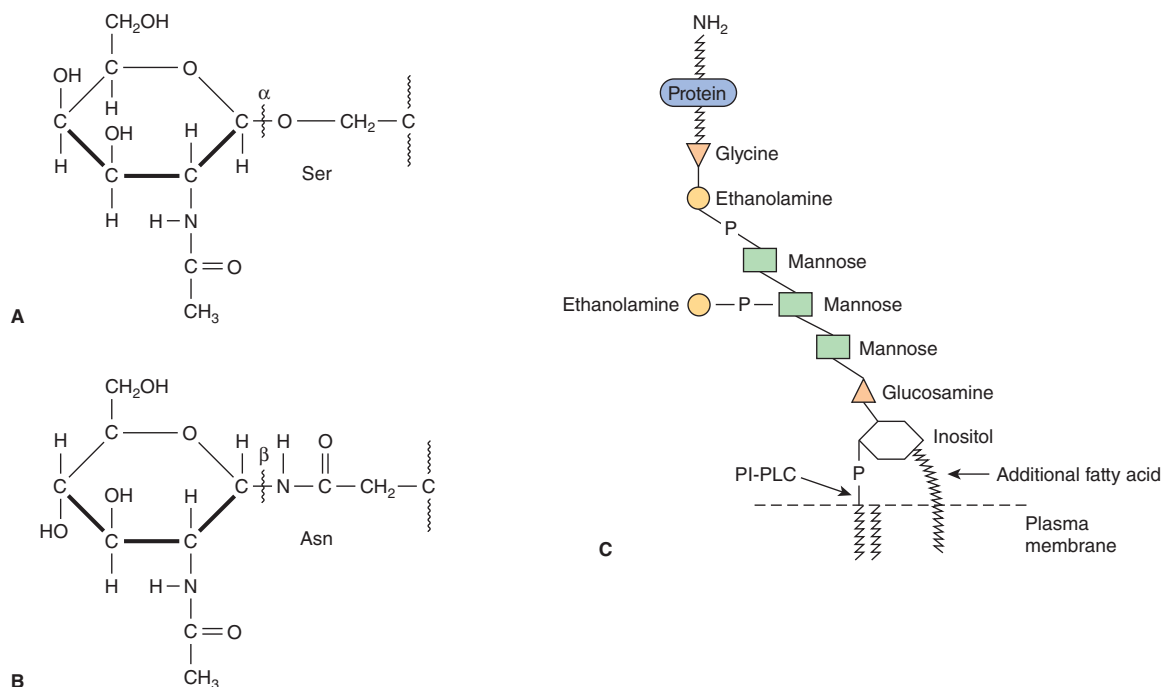 CH₂OH
C
O
OH
H
α
C
OH
H
C
O
CH₂
C
H
H
Ser
C
C
H
H
N
C
O
CH₃
A
CH₂OH
C
O
H
H
H
O
β
C
OH
H
C
N
C
CH₂
C
HO
C
C
Asn
H
H
N
C
O
CH₃
B
NH₂
Protein
Glycine
Ethanolamine
P
Mannose
Ethanolamine
P
Mannose
Mannose
Glucosamine
Inositol
P
PI-PLC
Additional fatty acid
Plasma
membrane
C